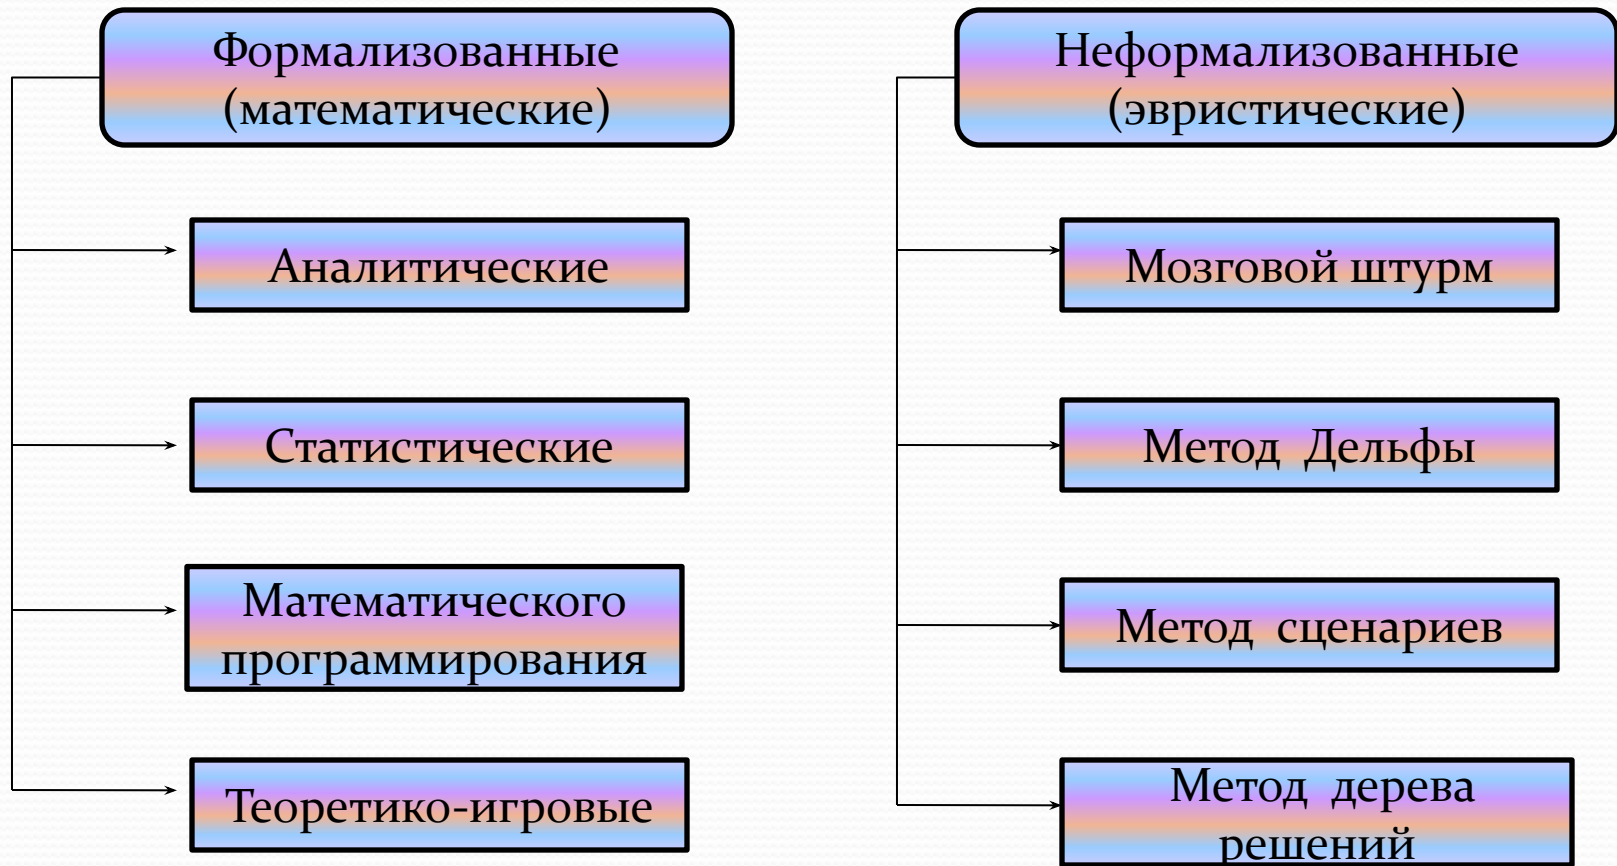 Формализованные
(математические)
Аналитические
Статистические
Математического
программирования
Теоретико-игровые
Неформализованные
(эвристические)
Мозговой штурм
Метод Дельфы
Метод сценариев
Метод дерева
решений